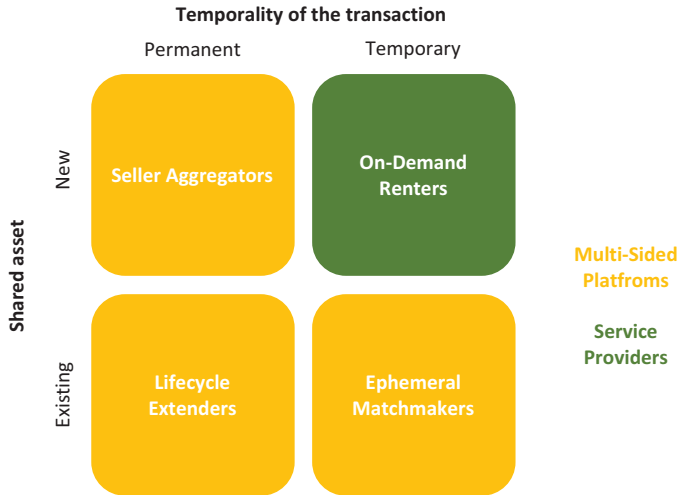 Temporality of the transaction
Permanent
Temporary
Shared asset
New
Seller Aggregators
On-Demand
Renters
Existing
Lifecycle
Extenders
Ephemeral
Matchmakers
Multi-Sided
Platfroms
Service
Providers